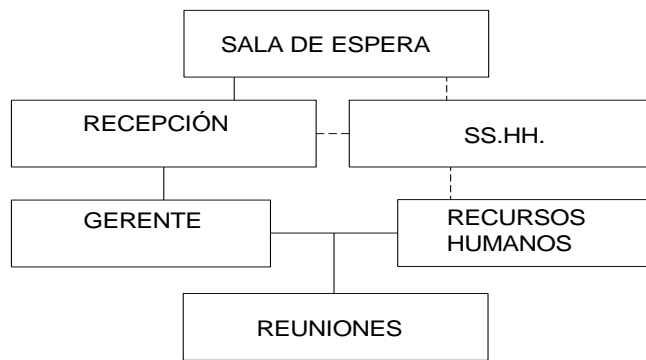 SALA DE ESPERA
RECEPCIÓN
SS.HH.
GERENTE
RECURSOS
HUMANOS
REUNIONES